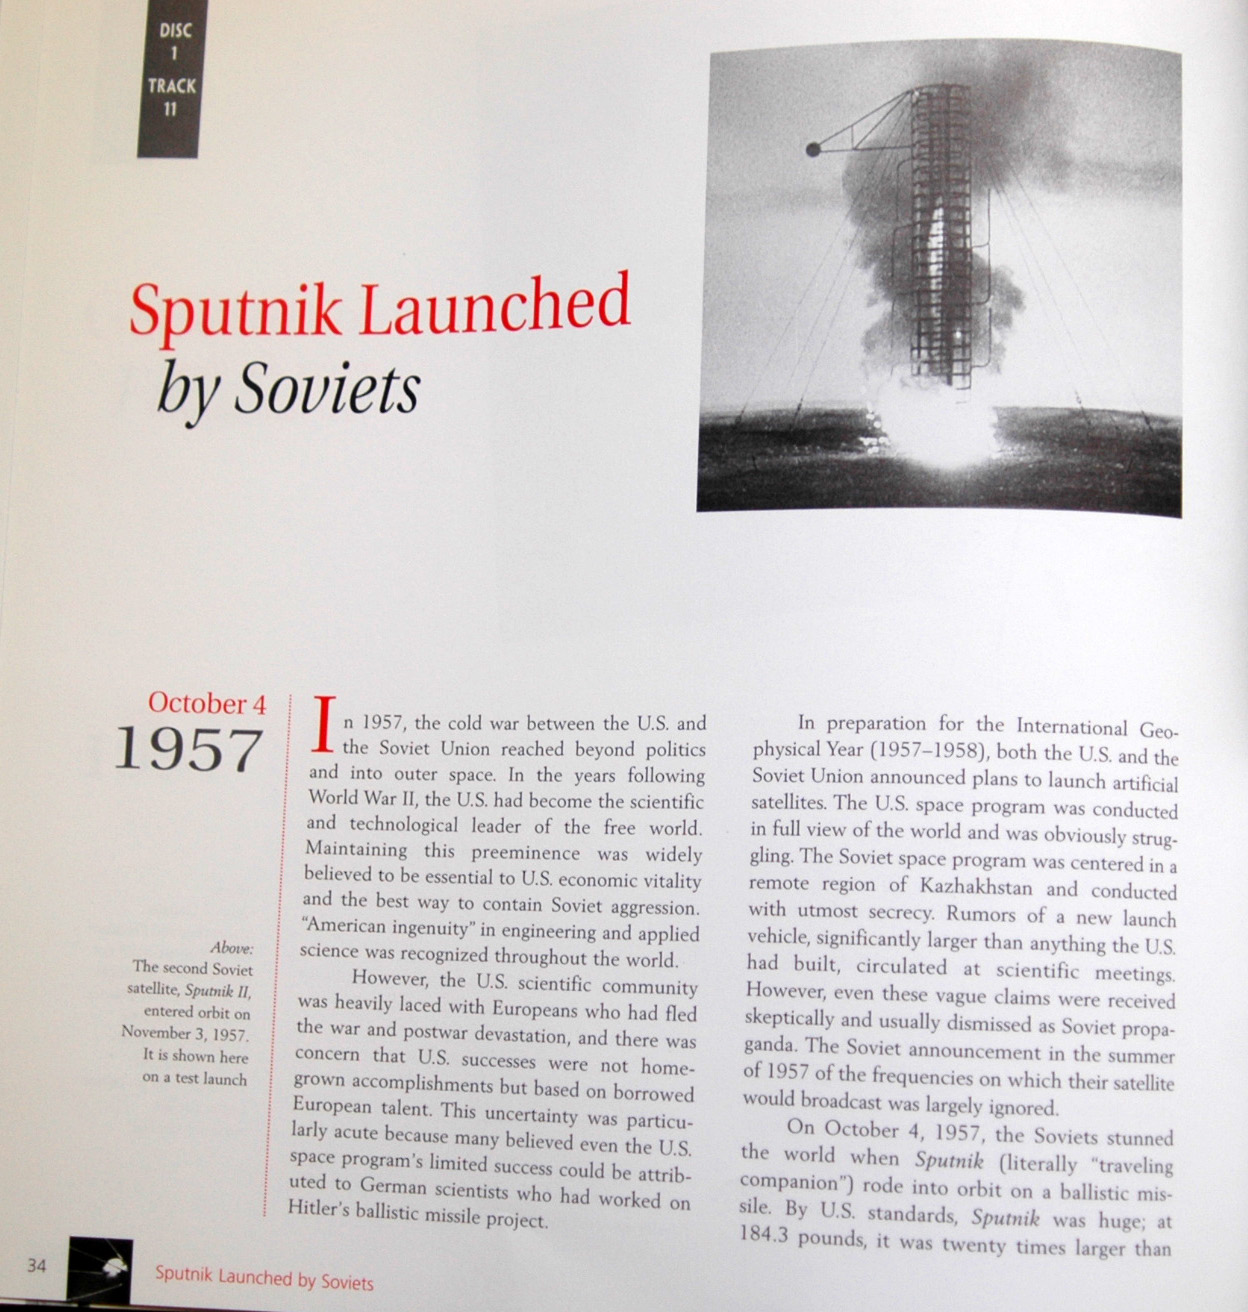 DISC
1
TRACK
11
Sputnik Launched
by Soviets
October 4
1957
Above:
The second Soviet
satellite, Sputnik II,
entered orbit on
November 3, 1957.
It is shown here
on a test launch
In 1957, the cold war between the U.S. and
the Soviet Union reached beyond politics
and into outer space. In the years following
World War II, the U.S. had become the scientific
and technological leader of the free world.
Maintaining this preeminence was widely
believed to be essential to U.S. economic vitality
and the best way to contain Soviet aggression.
“American ingenuity” in engineering and applied
science was recognized throughout the world.
However, the U.S. scientific community
was heavily laced with Europeans who had fled
the war and postwar devastation, and there was
concern that U.S. successes were not home-
grown accomplishments but based on borrowed
European talent. This uncertainty was particu-
larly acute because many believed even the U.S.
space program’s limited success could be attrib-
uted to German scientists who had worked on
Hitler’s ballistic missile project.
In preparation for the International Geo-
physical Year (1957–1958), both the U.S. and the
Soviet Union announced plans to launch artificial
satellites. The U.S. space program was conducted
in full view of the world and was obviously strug-
gling. The Soviet space program was centered in a
remote region of Kazhakhstan and conducted
with utmost secrecy. Rumors of a new launch
vehicle, significantly larger than anything the U.S.
had built, circulated at scientific meetings.
However, even these vague claims were received
skeptically and usually dismissed as Soviet propa-
ganda. The Soviet announcement in the summer
of 1957 of the frequencies on which their satellite
would broadcast was largely ignored.
On October 4, 1957, the Soviets stunned
the world when Sputnik (literally “traveling
companion”) rode into orbit on a ballistic mis-
sile. By U.S. standards, Sputnik was huge; at
184.3 pounds, it was twenty times larger than
34
Sputnik Launched by Soviets